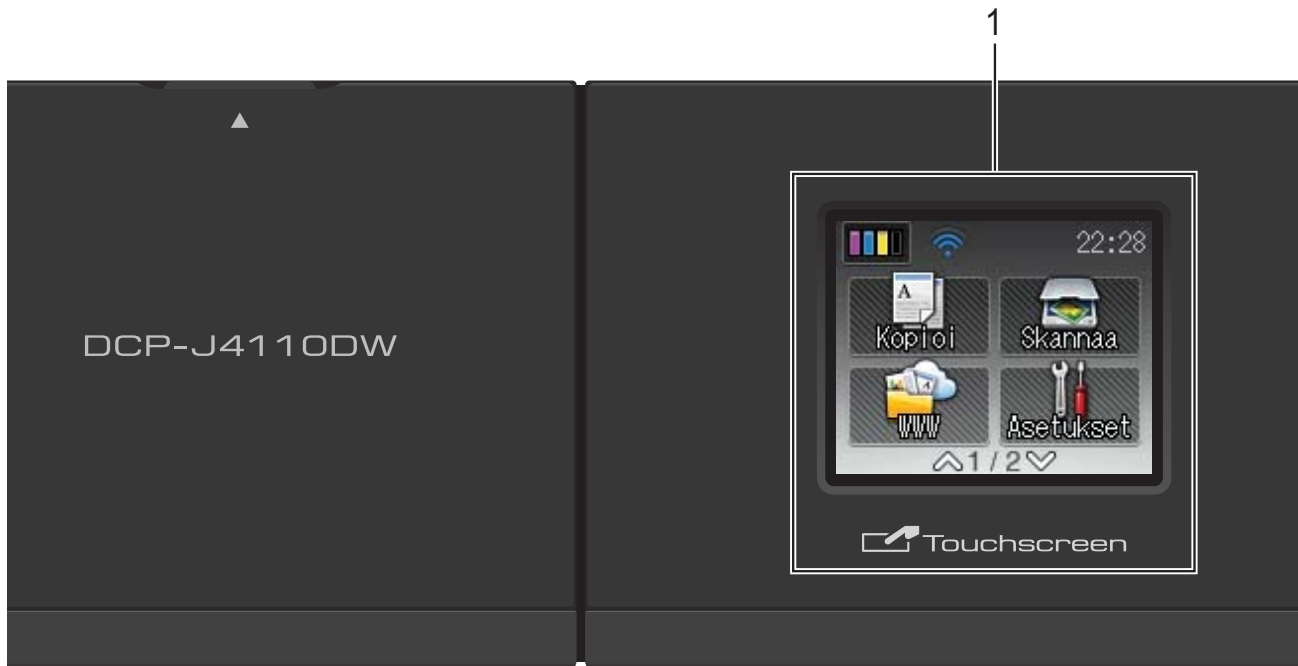 1
DCP-J4110DW
22:28
Kopioi
Skannaa
WWW
Asetukset
1 / 2
Touchscreen